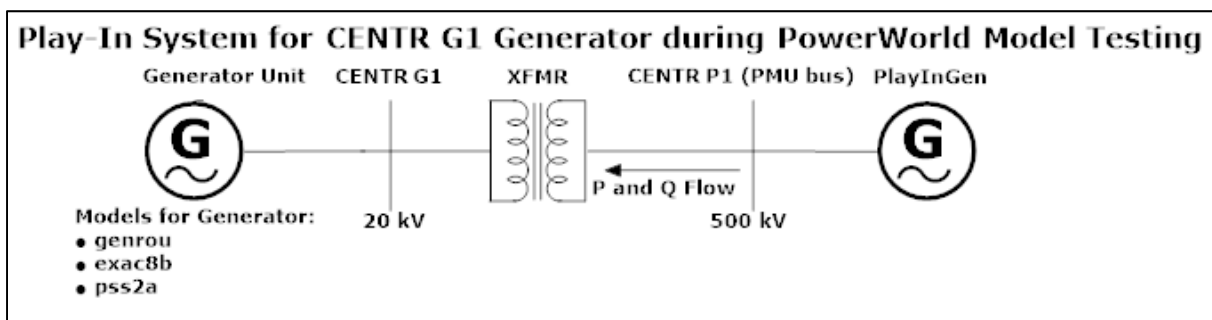 Play-In System for CENTR G1 Generator during PowerWorld Model Testing
Generator Unit CENTR G1 XFMR CENTR P1 (PMU bus) PlayInGen
G G
P and Q Flow
20 kV 500 kV
Models for Generator:
• genrou
• exac8b
• pss2a